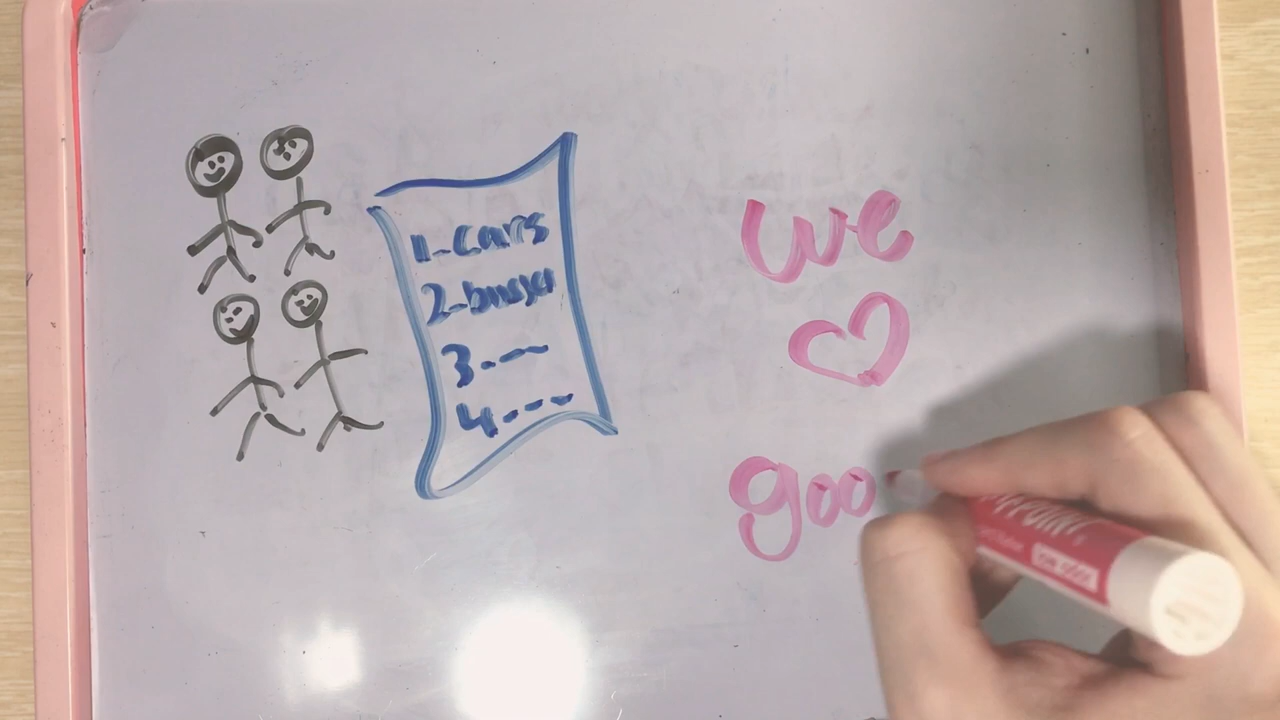 1-cars
2-buses
3---
4----
we
goo